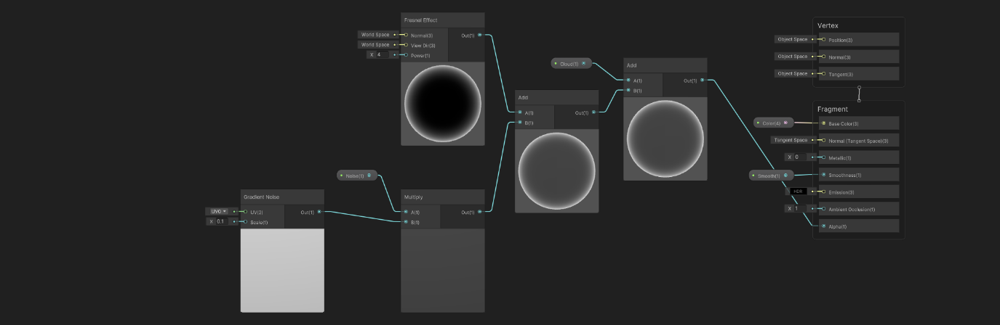 Fresnel Effect
World Space
Normal(3)
Out(1)
World Space
View Dir(3)
X 4
Power(1)
Noise(1)
Gradient Noise
UV0
UV(2)
Out(1)
X 0.1
Scale(1)
Multiply
A(1)
Out(1)
B(1)
Add
A(1)
Out(1)
B(1)
Cloud(1)
Add
A(1)
Out(1)
B(1)
Vertex
Object Space
Position(3)
Object Space
Normal(3)
Object Space
Tangent(3)
Fragment
Color(4)
Base Color(3)
Tangent Space
Normal (Tangent Space)(3)
X 0
Metallic(1)
Smooth(1)
Smoothness(1)
HDR
Emission(3)
X 1
Ambient Occlusion(1)
Alpha(1)